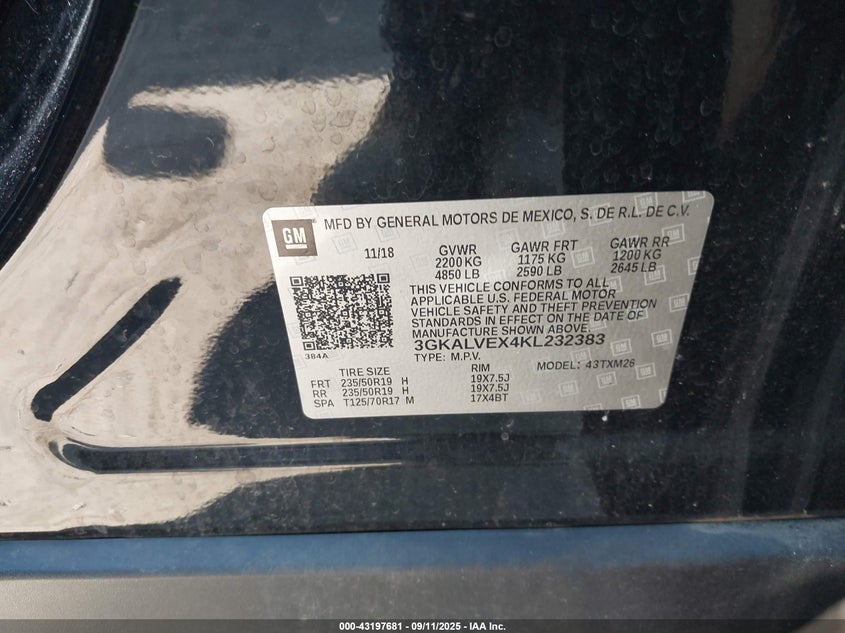 GM
MFD BY GENERAL MOTORS DE MEXICO, S. DE R.L. DE C.V.
11/18 GVWR GAWR FRT GAWR RR
2200 KG 1175 KG 1200 KG
4850 LB 2590 LB 2645 LB
THIS VEHICLE CONFORMS TO ALL
APPLICABLE U.S. FEDERAL MOTOR
VEHICLE SAFETY AND THEFT PREVENTION
STANDARDS IN EFFECT ON THE DATE OF
MANUFACTURE SHOWN ABOVE.
384A
3GKALVEX4KL232383
TYPE: M.P.V. MODEL: 43TXM26
TIRE SIZE RIM
FRT 235/50R19 H 19X7.5J
RR 235/50R19 H 19X7.5J
SPA T125/70R17 M 17X4BT
000-43197681 - 09/11/2025 - IAA Inc.